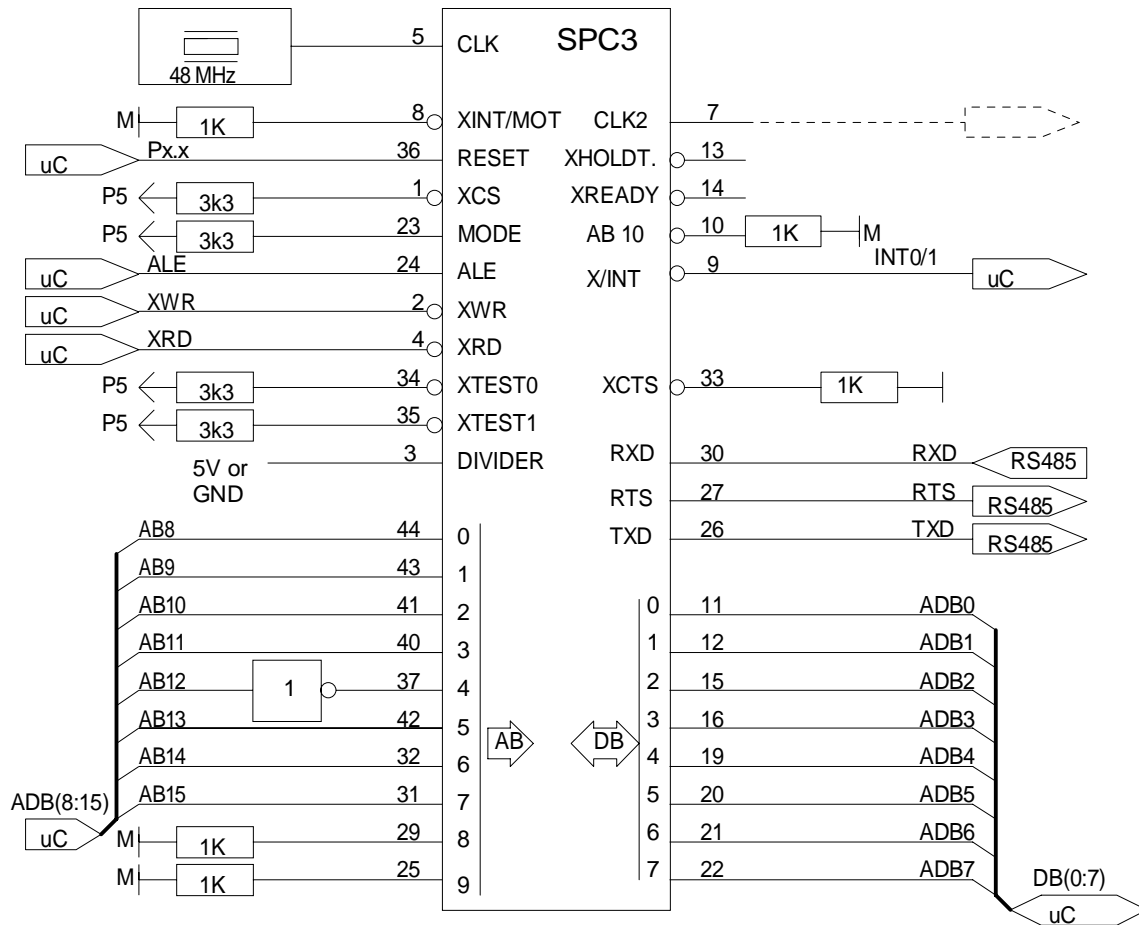 5 CLK SPC3
48 MHz
M 1K 8 XINT/MOT CLK2 7
uC Px.x 36 RESET XHOLDT. 13
P5 3k3 1 XCS XREADY 14
P5 3k3 23 MODE AB 10 10 1K M
uC ALE 24 ALE X/INT 9 INT0/1 uC
uC XWR 2 XWR
uC XRD 4 XRD
P5 3k3 34 XTEST0 XCTS 33 1K
P5 3k3 35 XTEST1
5V or GND 3 DIVIDER RXD 30 RXD RS485
RTS 27 RTS RS485
AB8 44 0 TXD 26 TXD RS485
AB9 43 1
AB10 41 2 0 11 ADB0
AB11 40 3 1 12 ADB1
AB12 1 37 4 2 15 ADB2
AB13 42 5 AB DB 3 16 ADB3
AB14 32 6 4 19 ADB4
ADB(8:15) AB15 31 7 5 20 ADB5
uC M 1K 29 8 6 21 ADB6
M 1K 25 9 7 22 ADB7 DB(0:7)
uC